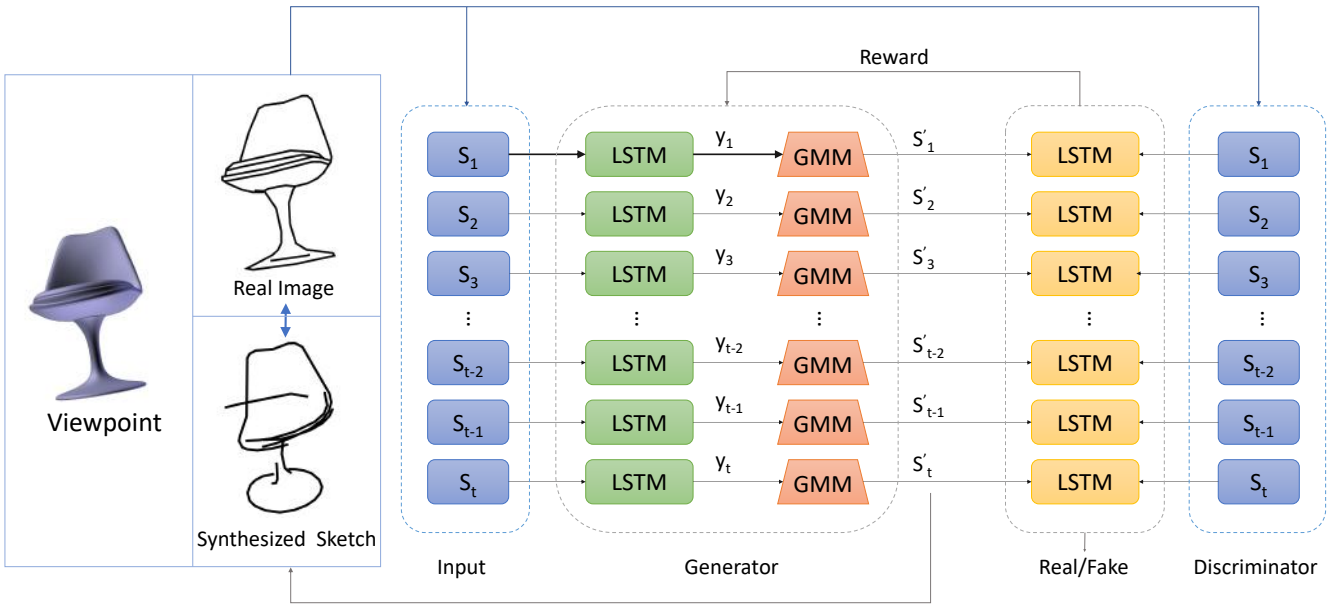 Reward
S1 LSTM y1 GMM S'1 LSTM S1
S2 LSTM y2 GMM S'2 LSTM S2
S3 LSTM y3 GMM S'3 LSTM S3
Real Image
... ... ... ... ...
St-2 LSTM yt-2 GMM S't-2 LSTM St-2
Viewpoint
St-1 LSTM yt-1 GMM S't-1 LSTM St-1
St LSTM yt GMM S't LSTM St
Synthesized Sketch
Input Generator Real/Fake Discriminator